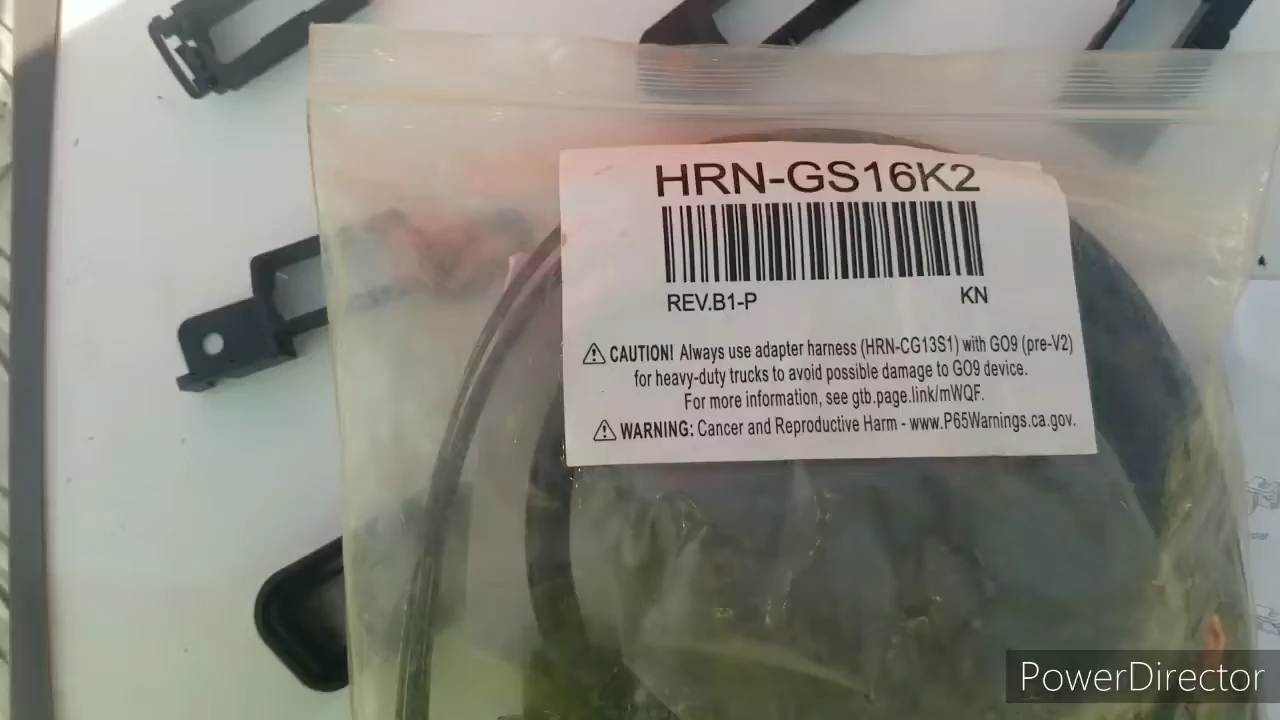 HRN-GS16K2
REV.B1-P KN
⚠ CAUTION! Always use adapter harness (HRN-CG13S1) with GO9 (pre-V2)
for heavy-duty trucks to avoid possible damage to GO9 device.
For more information, see gtb.page.link/mWQF.
⚠ WARNING: Cancer and Reproductive Harm - www.P65Warnings.ca.gov.
PowerDirector